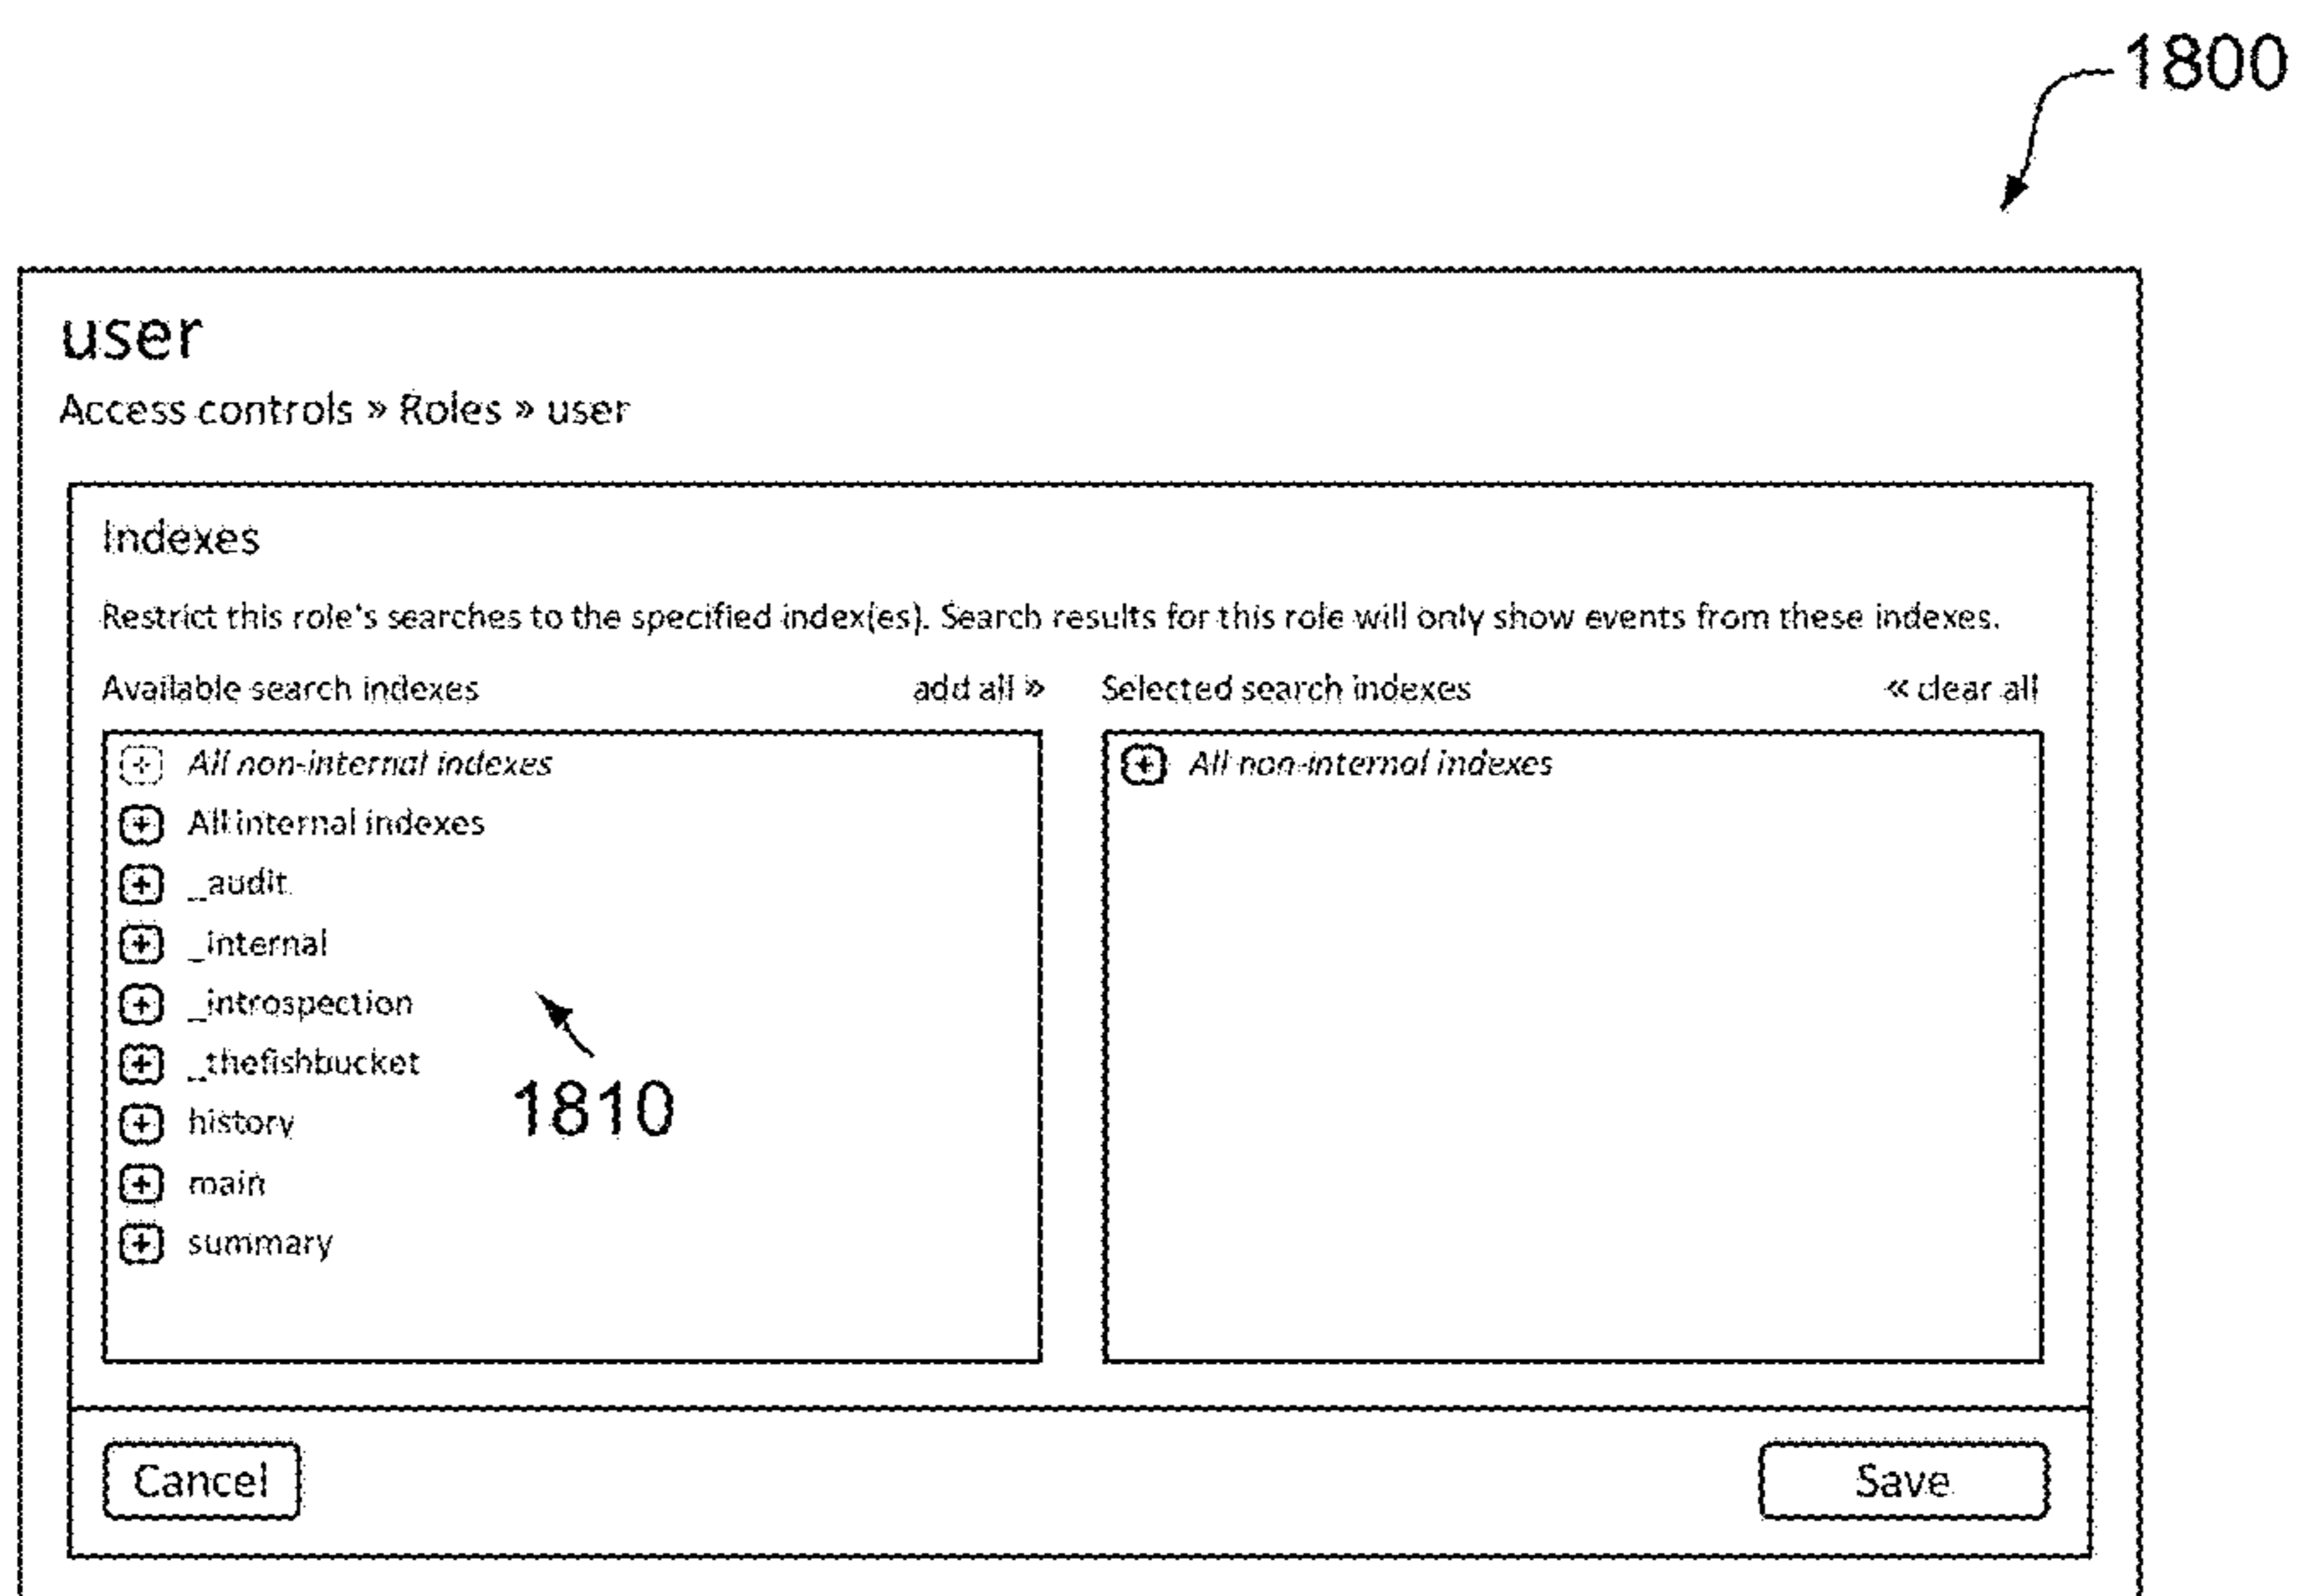 1800
user
Access controls » Roles » user
Indexes
Restrict this role's searches to the specified index(es). Search results for this role will only show events from these indexes.
Available search indexes add all » Selected search indexes « clear all
All non-internal indexes
All internal indexes
_audit
_internal
_introspection
_thefishbucket
history
main
summary
1810
All non-internal indexes
Cancel Save